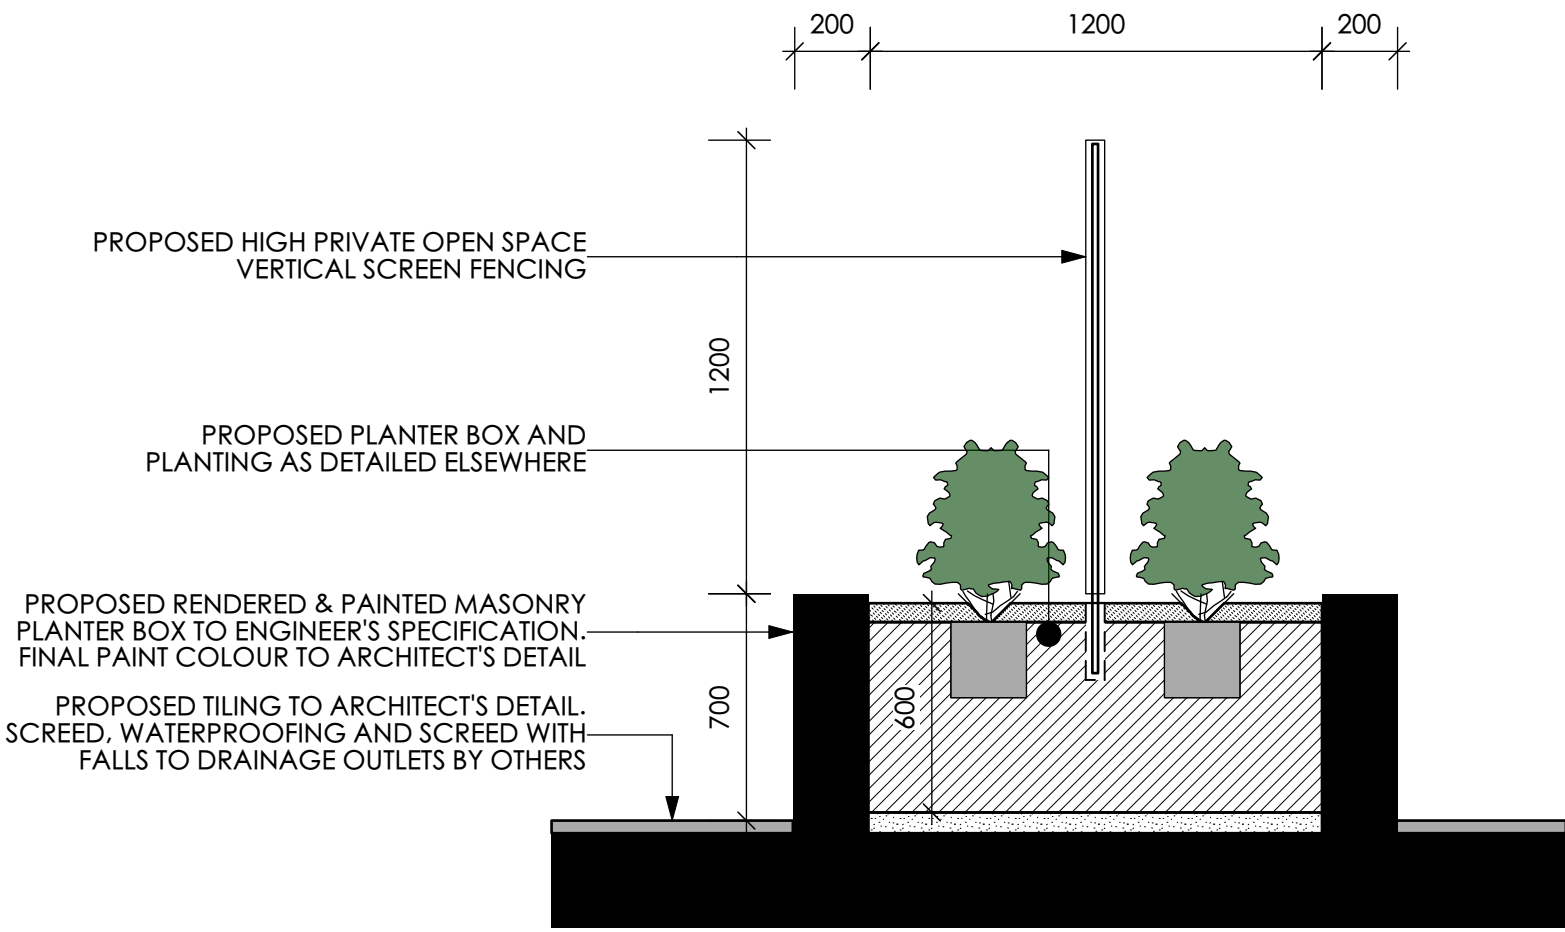 200
1200
200
PROPOSED HIGH PRIVATE OPEN SPACE
VERTICAL SCREEN FENCING
1200
PROPOSED PLANTER BOX AND
PLANTING AS DETAILED ELSEWHERE
PROPOSED RENDERED & PAINTED MASONRY
PLANTER BOX TO ENGINEER'S SPECIFICATION.
FINAL PAINT COLOUR TO ARCHITECT'S DETAIL
PROPOSED TILING TO ARCHITECT'S DETAIL.
SCREED, WATERPROOFING AND SCREED WITH
FALLS TO DRAINAGE OUTLETS BY OTHERS
700
600